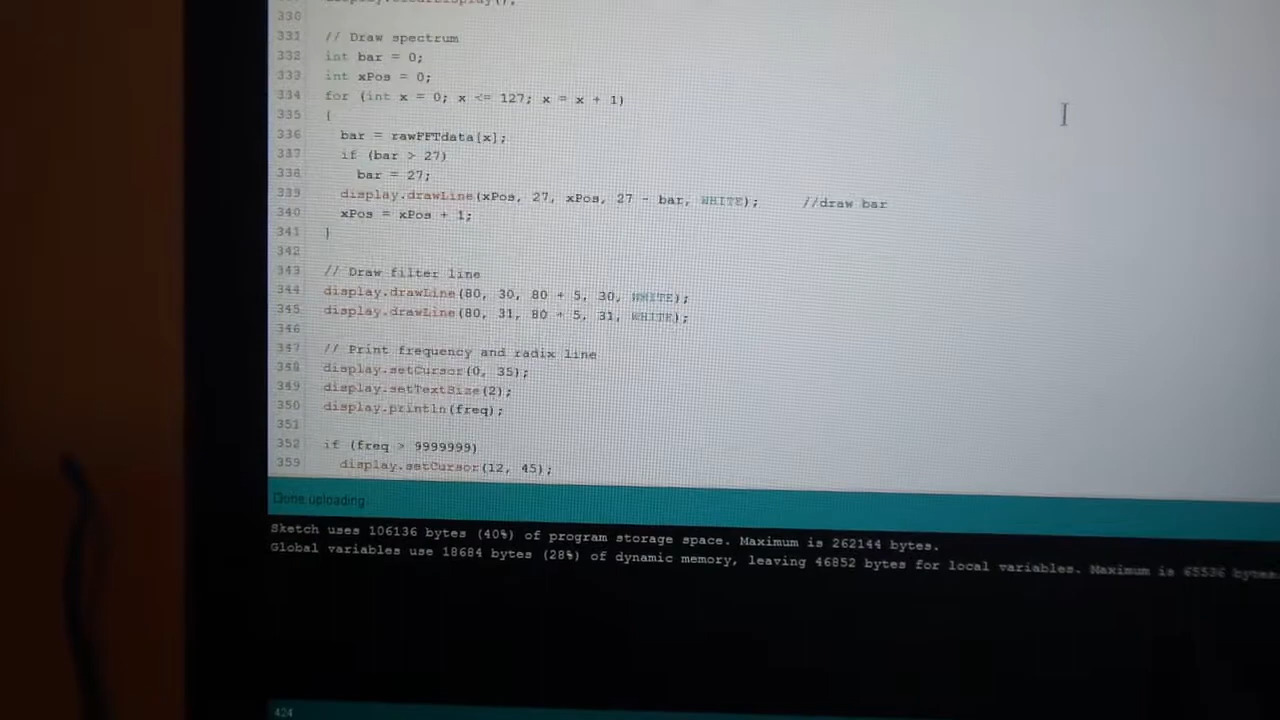 330
331 // Draw spectrum
332 int bar = 0;
333 int xPos = 0;
334 for (int x = 0; x <= 127; x = x + 1)
335 {
336 bar = rawFFTdata[x];
337 if (bar > 27)
338 bar = 27;
339 display.drawLine(xPos, 27, xPos, 27 - bar, WHITE); //draw bar
340 xPos = xPos + 1;
341 }
342
343 // Draw filter line
344 display.drawLine(80, 30, 80 + 5, 30, WHITE);
345 display.drawLine(80, 31, 80 + 5, 31, WHITE);
346
347 // Print frequency and radix line
348 display.setCursor(0, 35);
349 display.setTextSize(2);
350 display.println(freq);
351
352 if (freq > 9999999)
359 display.setCursor(12, 45);
Done uploading
Sketch uses 106136 bytes (40%) of program storage space. Maximum is 262144 bytes.
Global variables use 18684 bytes (28%) of dynamic memory, leaving 46852 bytes for local variables. Maximum is 65536 bytes
424